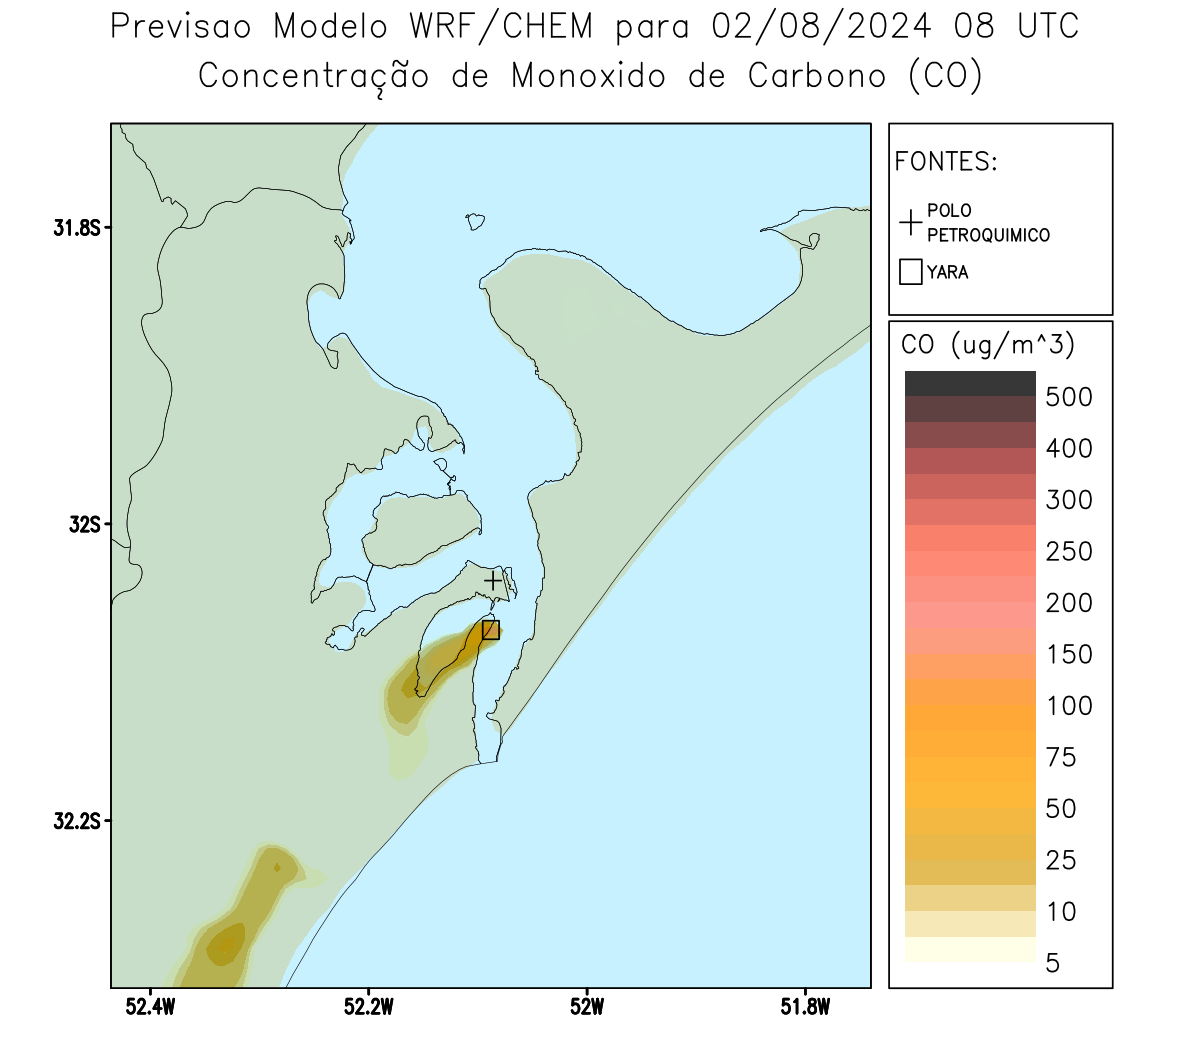 Previsao Modelo WRF/CHEM para 02/08/2024 08 UTC
Concentração de Monoxido de Carbono (CO)
FONTES:
POLO
PETROQUIMICO
YARA
CO (ug/m^3)
500
400
300
250
200
150
100
75
50
25
10
5
31.8S
32S
32.2S
52.4W
52.2W
52W
51.8W